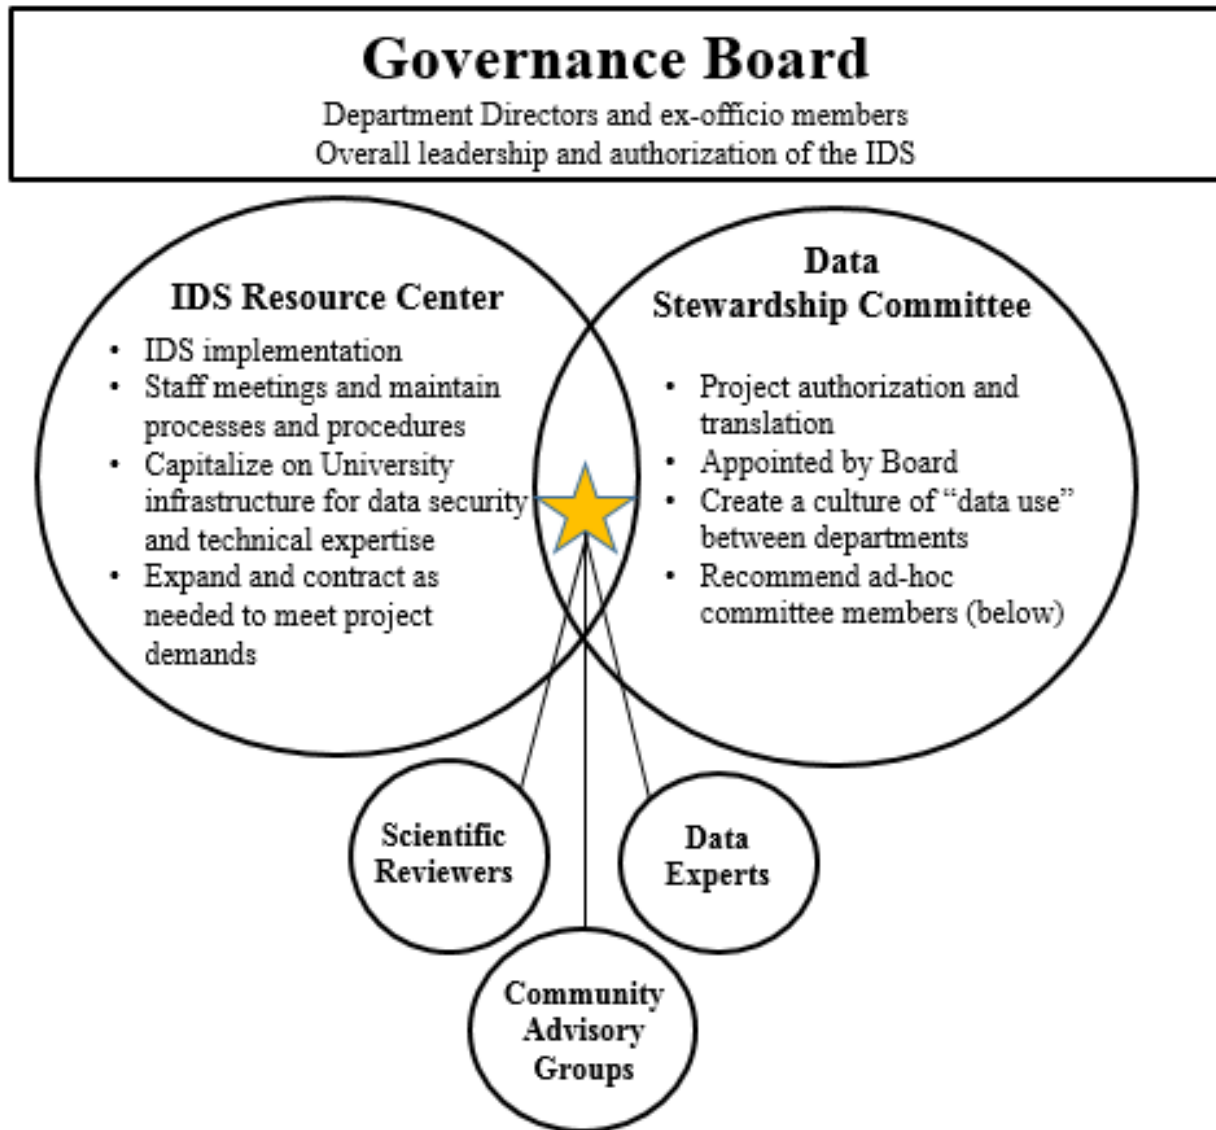 Governance Board
Department Directors and ex-officio members
Overall leadership and authorization of the IDS
IDS Resource Center
• IDS implementation
• Staff meetings and maintain
processes and procedures
• Capitalize on University
infrastructure for data security
and technical expertise
• Expand and contract as
needed to meet project
demands
Data
Stewardship Committee
• Project authorization and
translation
• Appointed by Board
• Create a culture of “data use”
between departments
• Recommend ad-hoc
committee members (below)
Scientific
Reviewers
Data
Experts
Community
Advisory
Groups